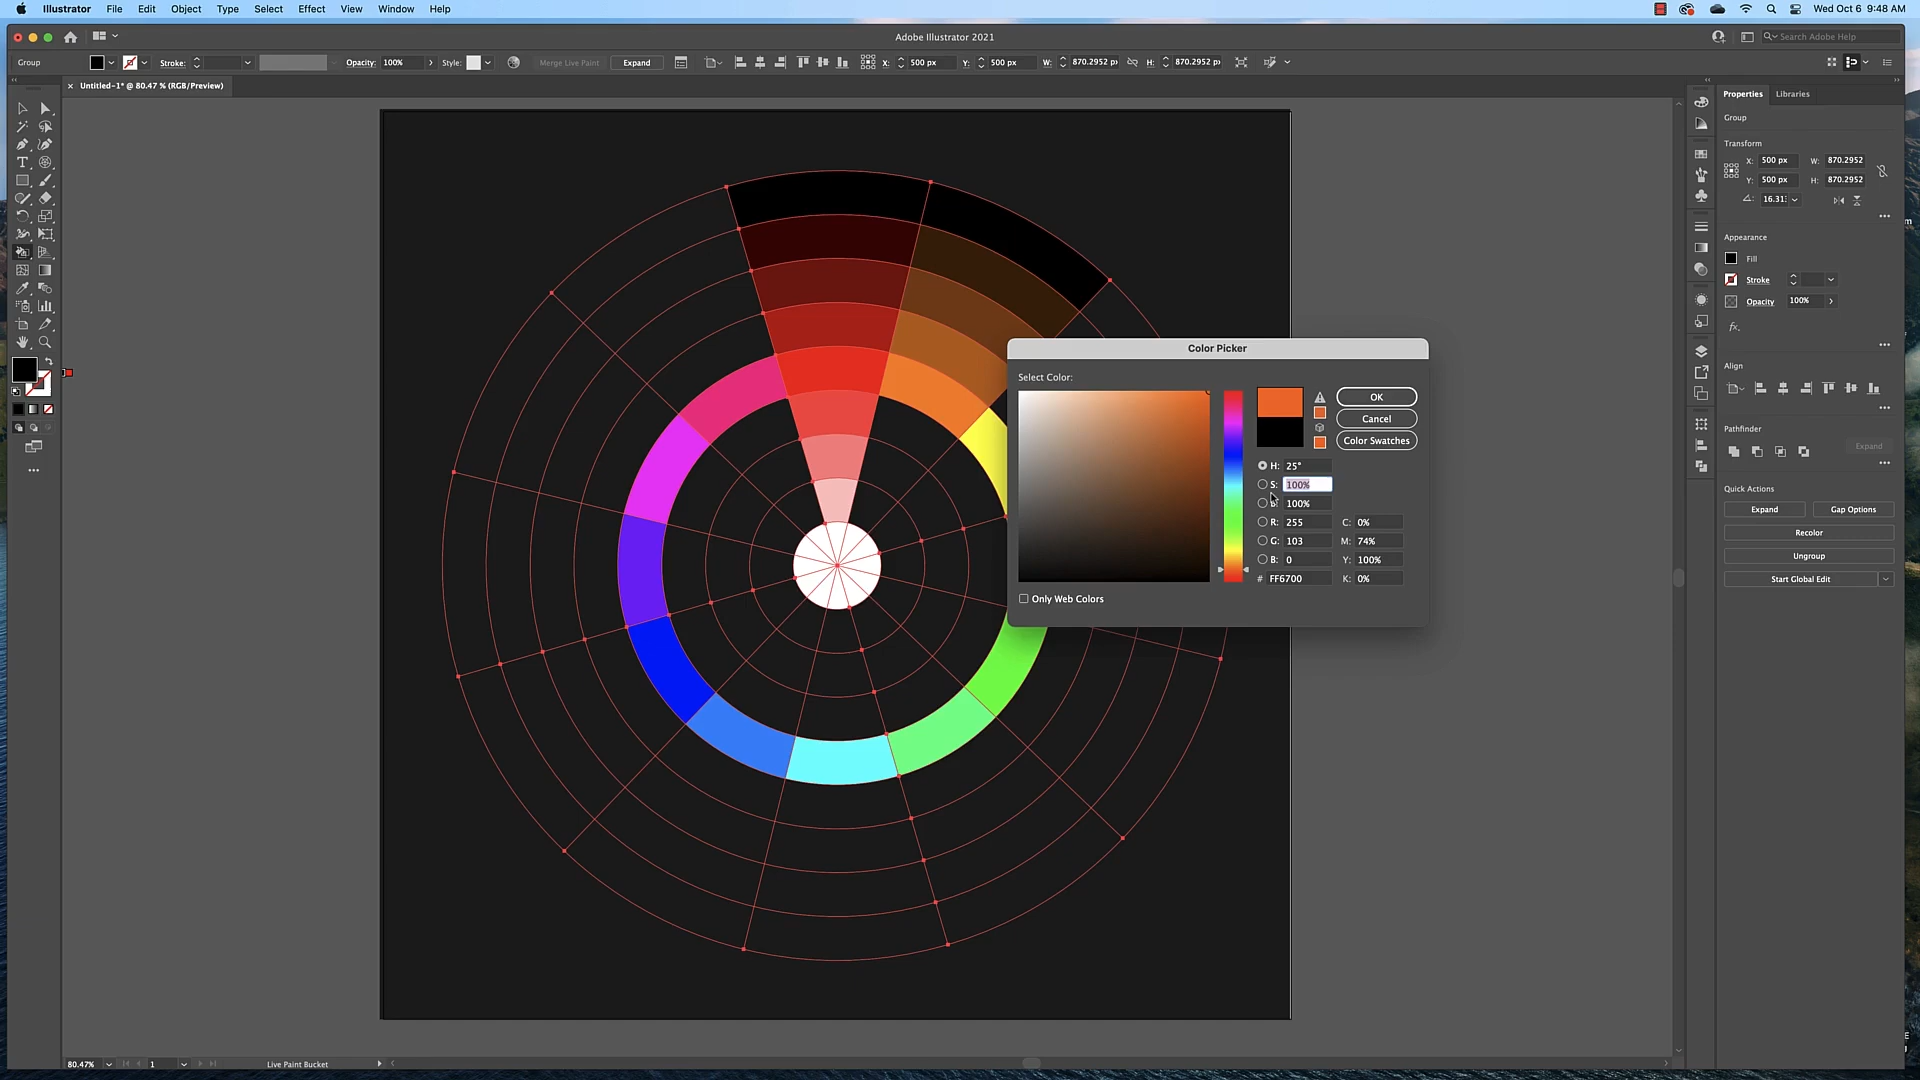 Illustrator File Edit Object Type Select Effect View Window Help Wed Oct 6 9:48 AM
Adobe Illustrator 2021 Search Adobe Help
Group Stroke: Opacity: 100% Style: Merge Live Paint Expand X: 500 px Y: 500 px W: 870.2952 px H: 870.2952 px
× Untitled-1* @ 80.47 % (RGB/Preview)
Properties Libraries
Group
Transform
X: 500 px W: 870.2952
Y: 500 px H: 870.2952
Appearance
Fill
Stroke
Opacity 100%
fx.
Align
Pathfinder
Expand
Quick Actions
Expand Gap Options
Recolor
Ungroup
Start Global Edit
Color Picker
Select Color:
OK
Cancel
Color Swatches
H: 25°
S: 100%
B: 100%
R: 255 C: 0%
G: 103 M: 74%
B: 0 Y: 100%
# FF6700 K: 0%
Only Web Colors
80.47% 1 Live Paint Bucket